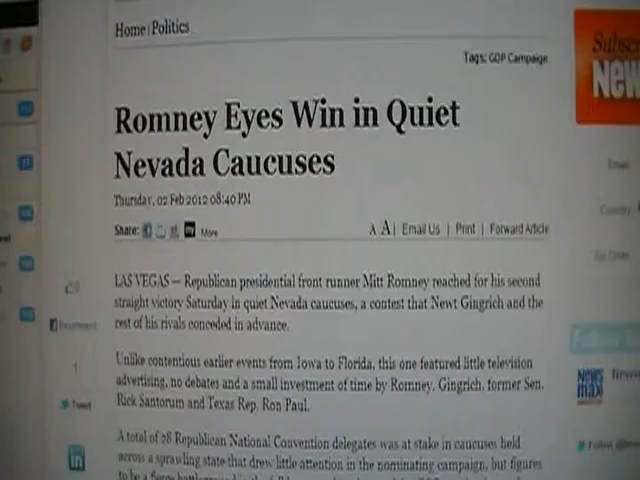 Home | Politics
Tags: GOP Campaign
Romney Eyes Win in Quiet
Nevada Caucuses
Thursday, 02 Feb 2012 08:40 PM
Share: More
A A | Email Us | Print | Forward Article
LAS VEGAS — Republican presidential front runner Mitt Romney reached for his second
straight victory Saturday in quiet Nevada caucuses, a contest that Newt Gingrich and the
rest of his rivals conceded in advance.
Unlike contentious earlier events from Iowa to Florida, this one featured little television
advertising, no debates and a small investment of time by Romney, Gingrich, former Sen.
Rick Santorum and Texas Rep. Ron Paul.
A total of 28 Republican National Convention delegates was at stake in caucuses held
across a sprawling state that drew little attention in the nominating campaign, but figures
Recommend
1
Tweet
in
Email
Country
NEWS
MAX